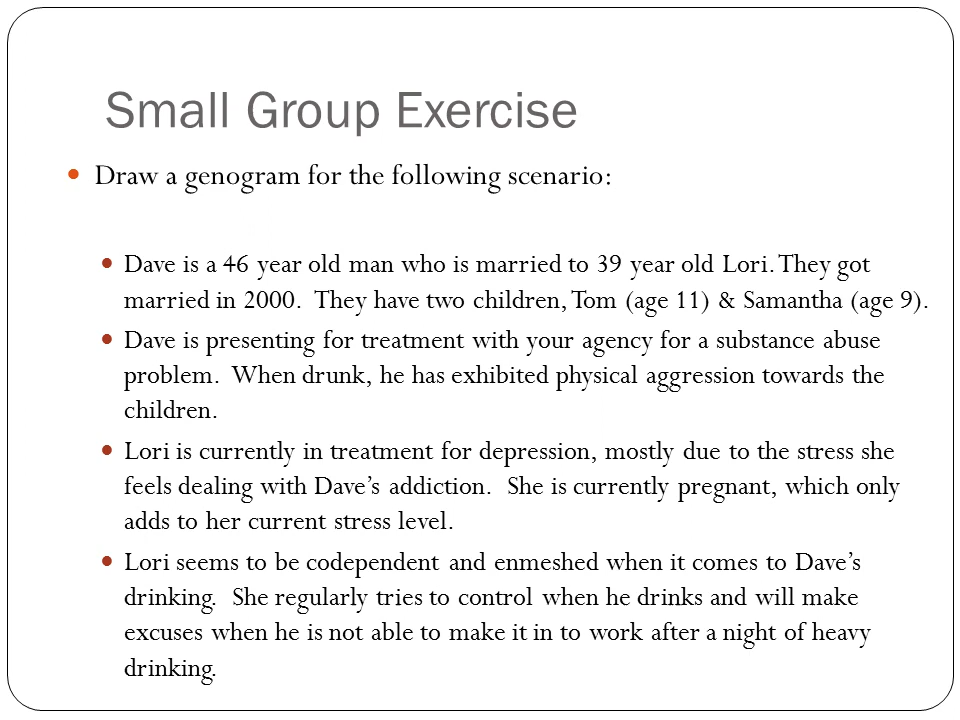 Small Group Exercise
Draw a genogram for the following scenario:
Dave is a 46 year old man who is married to 39 year old Lori. They got
married in 2000.  They have two children, Tom (age 11) & Samantha (age 9).
Dave is presenting for treatment with your agency for a substance abuse
problem.  When drunk, he has exhibited physical aggression towards the
children.
Lori is currently in treatment for depression, mostly due to the stress she
feels dealing with Dave’s addiction.  She is currently pregnant, which only
adds to her current stress level.
Lori seems to be codependent and enmeshed when it comes to Dave’s
drinking.  She regularly tries to control when he drinks and will make
excuses when he is not able to make it in to work after a night of heavy
drinking.